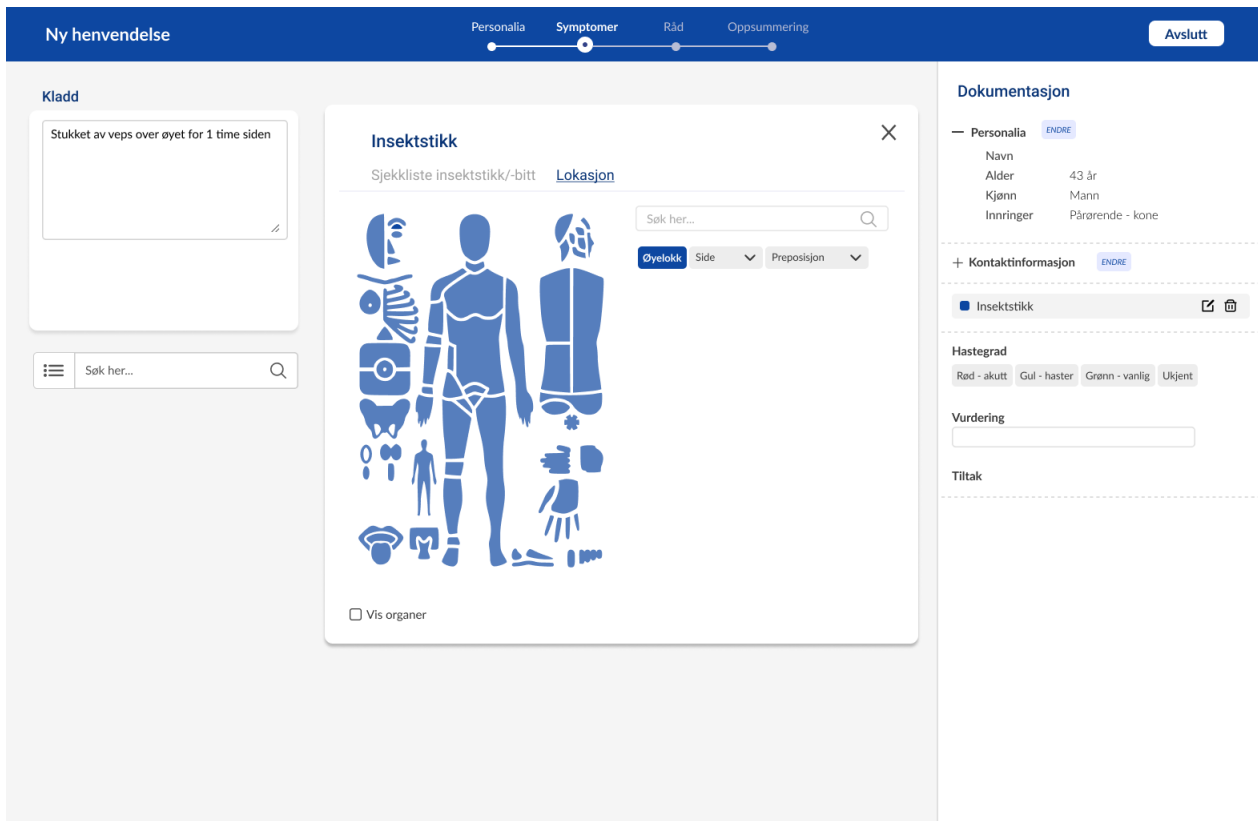 Ny henvendelse
Personalia Symptomer Råd Oppsummering
Avslutt
Kladd
Stukket av veps over øyet for 1 time siden
Søk her...
Insektstikk
Sjekkliste insektstikk/-bitt Lokasjon
Søk her...
Øyelokk Side Preposisjon
Vis organer
Dokumentasjon
Personalia ENDRE
Navn
Alder 43 år
Kjønn Mann
Innringer Pårørende - kone
Kontaktinformasjon ENDRE
Insektstikk
Hastegrad
Rød - akutt Gul - haster Grønn - vanlig Ukjent
Vurdering
Tiltak